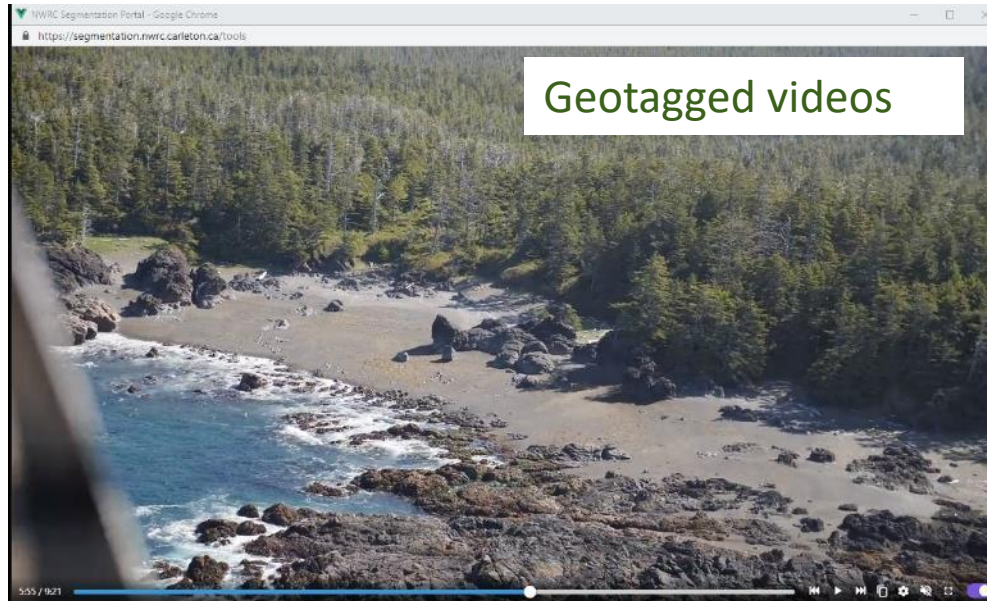 NWRC Segmentation Portal - Google Chrome
https://segmentation.nwrc.carleton.ca/tools
Geotagged videos
5:55 / 9:21